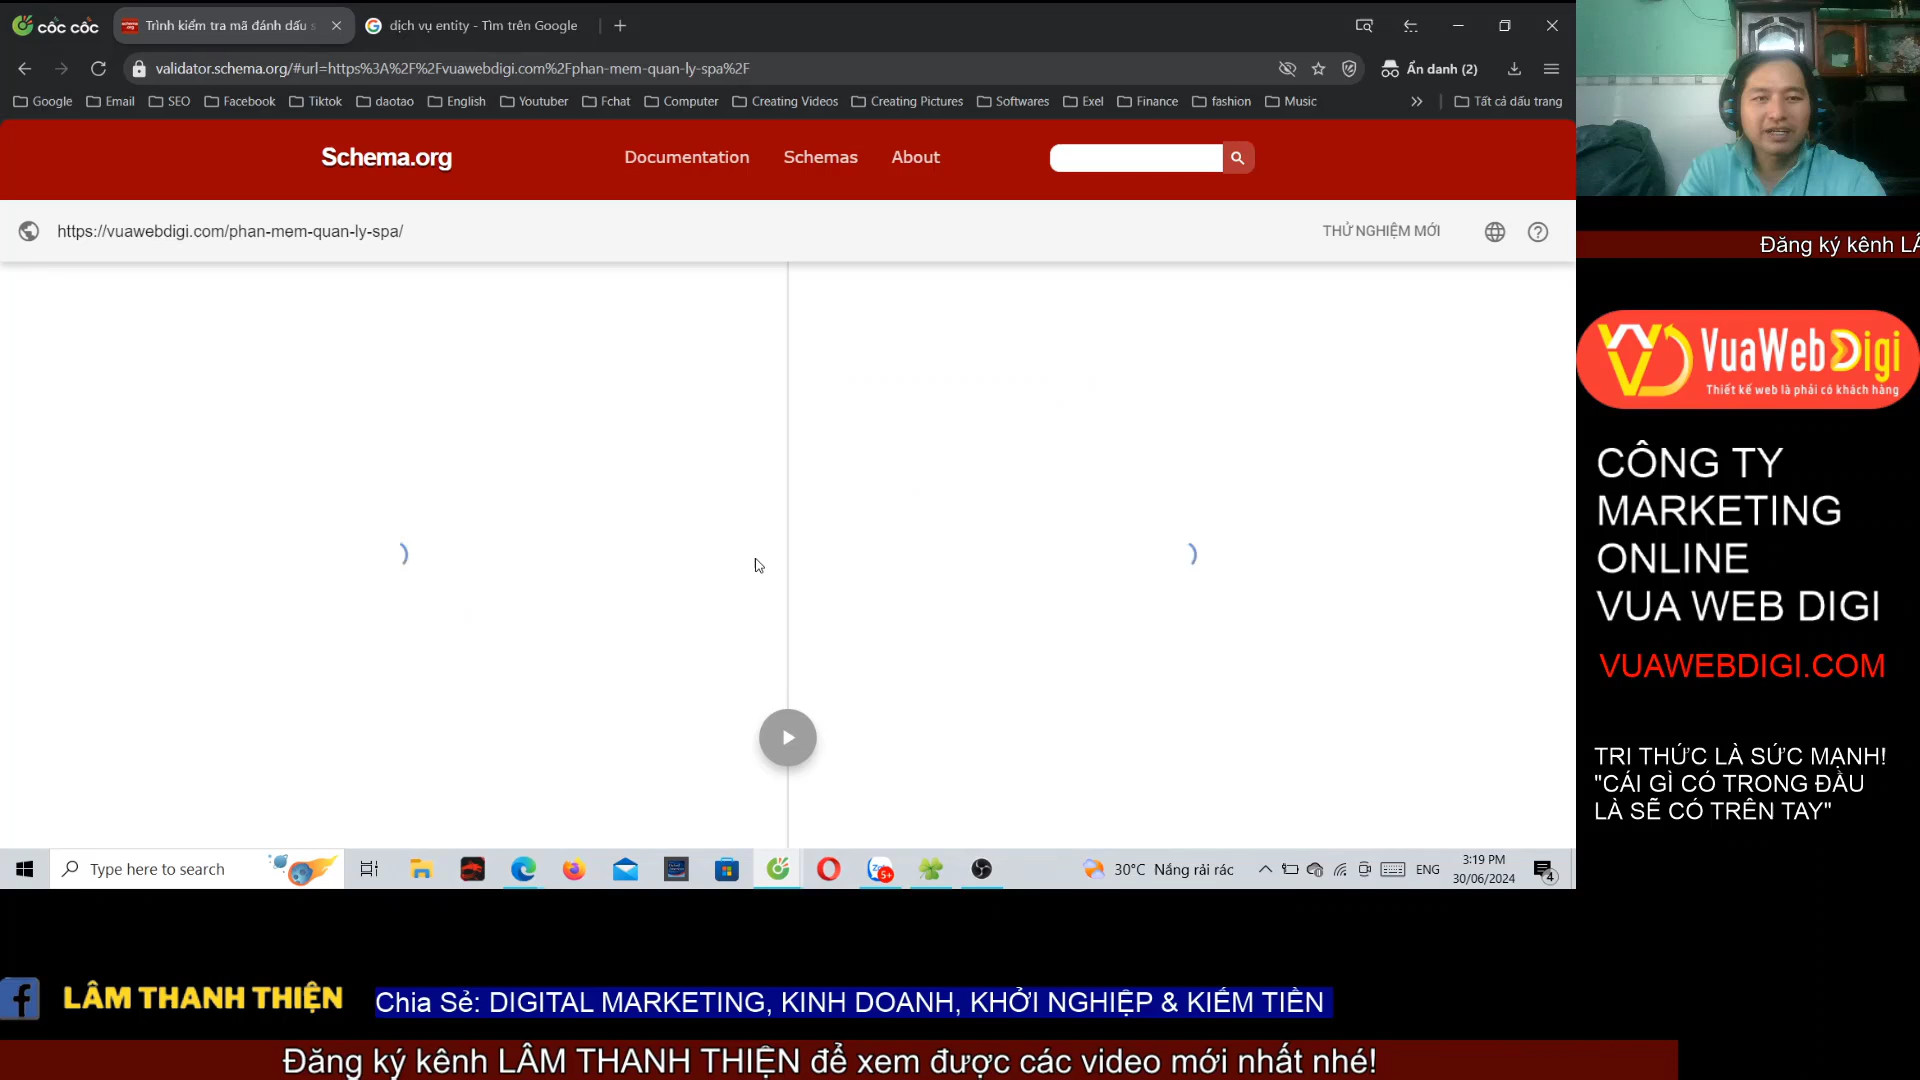 cốc cốc
Trình kiểm tra mã đánh dấu s
dịch vụ entity - Tìm trên Google
validator.schema.org/#url=https%3A%2F%2Fvuawebdigi.com%2Fphan-mem-quan-ly-spa%2F
Ẩn danh (2)
Google
Email
SEO
Facebook
Tiktok
daotao
English
Youtuber
Fchat
Computer
Creating Videos
Creating Pictures
Softwares
Exel
Finance
fashion
Music
Tất cả dấu trang
Schema.org
Documentation
Schemas
About
https://vuawebdigi.com/phan-mem-quan-ly-spa/
THỬ NGHIỆM MỚI
Đăng ký kênh LÂ
VuaWebDigi
Thiết kế web là phải có khách hàng
CÔNG TY
MARKETING
ONLINE
VUA WEB DIGI
VUAWEBDIGI.COM
TRI THỨC LÀ SỨC MẠNH!
"CÁI GÌ CÓ TRONG ĐẦU
LÀ SẼ CÓ TRÊN TAY"
Type here to search
5+
30°C Nắng rải rác
ENG
3:19 PM
30/06/2024
4
LÂM THANH THIỆN
Chia Sẻ: DIGITAL MARKETING, KINH DOANH, KHỞI NGHIỆP & KIẾM TIỀN
Đăng ký kênh LÂM THANH THIỆN để xem được các video mới nhất nhé!